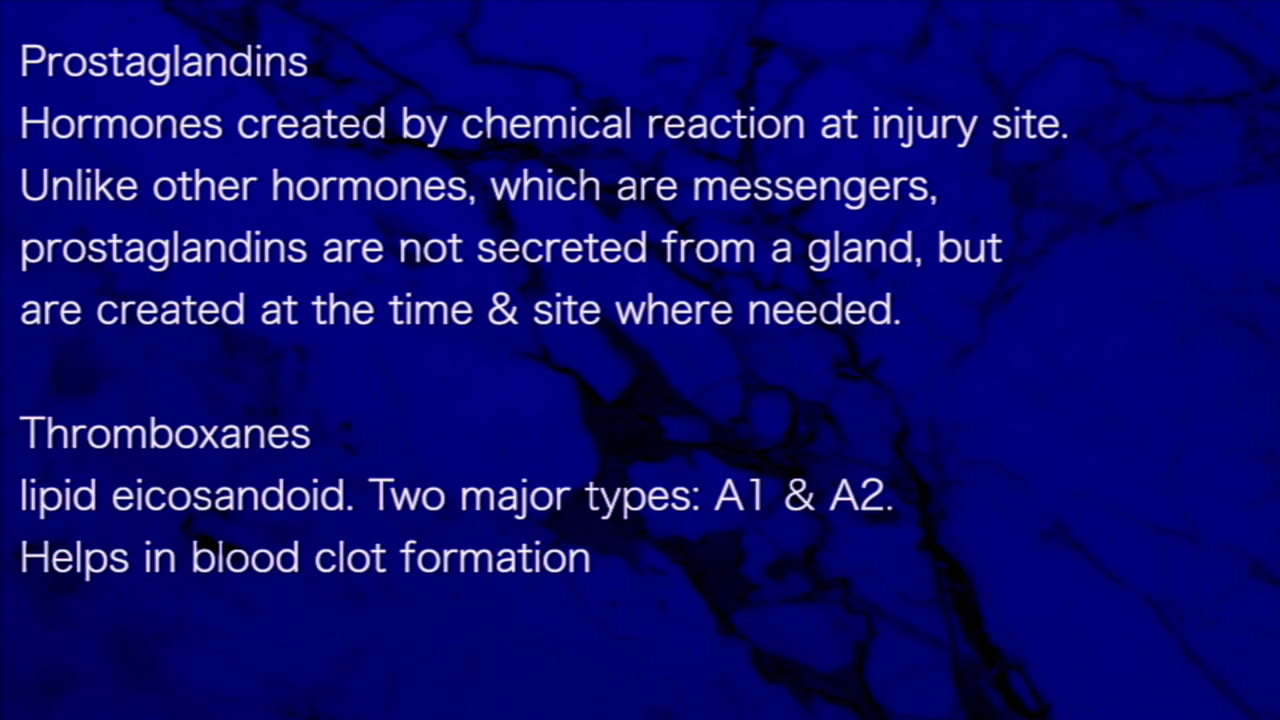 Prostaglandins
Hormones created by chemical reaction at injury site.
Unlike other hormones, which are messengers,
prostaglandins are not secreted from a gland, but
are created at the time & site where needed.
Thromboxanes
lipid eicosandoid. Two major types: A1 & A2.
Helps in blood clot formation